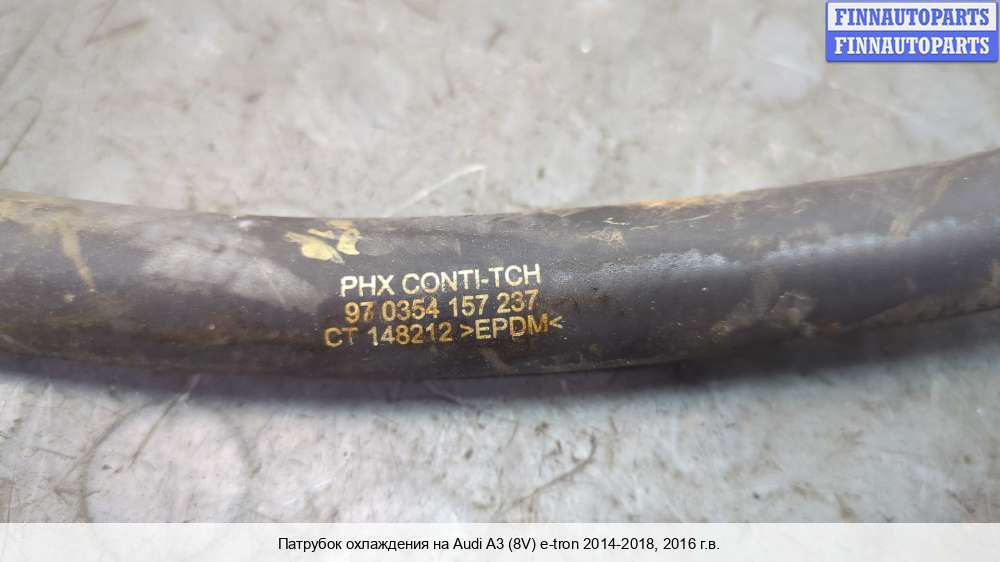 FINNAUTOPARTS
FINNAUTOPARTS
PHX CONTI-TCH
97 0354 157 237
CT 148212 >EPDM<
Патрубок охлаждения на Audi A3 (8V) e-tron 2014-2018, 2016 г.в.